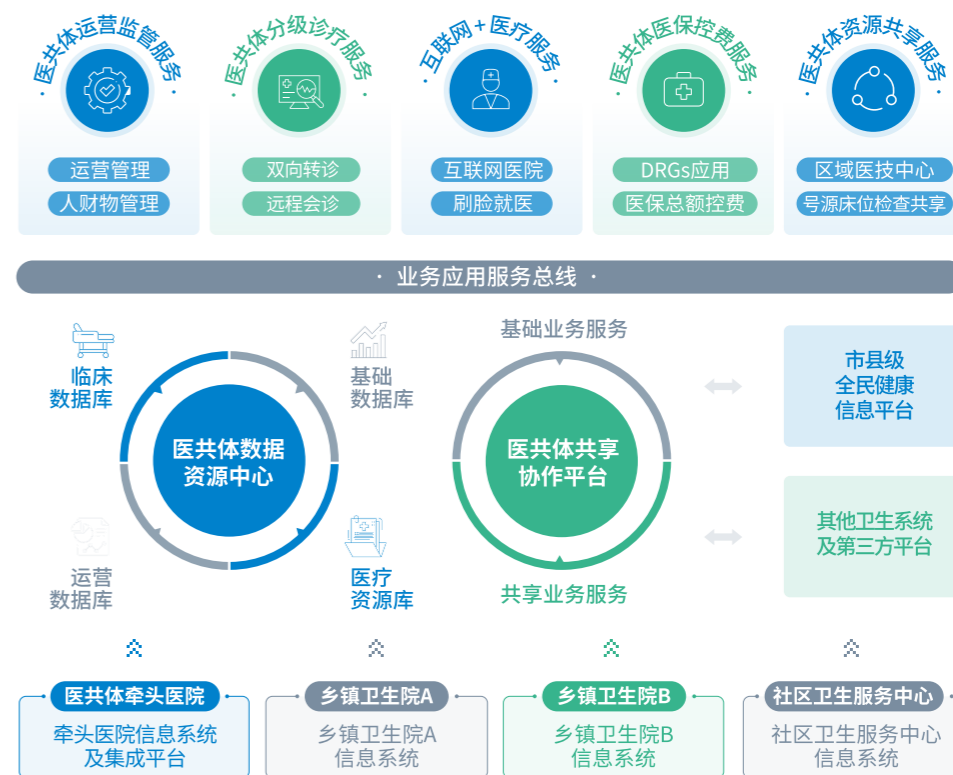 医共体运营监管服务
医共体分级诊疗服务
互联网+医疗服务
医共体医保控费服务
医共体资源共享服务
运营管理
双向转诊
互联网医院
DRGs应用
区域医技中心
人财物管理
远程会诊
刷脸就医
医保总额控费
号源床位检查共享
· 业务应用服务总线 ·
临床
数据库
基础
数据库
医共体数据
资源中心
运营
数据库
医疗
资源库
基础业务服务
医共体共享
协作平台
共享业务服务
市县级
全民健康
信息平台
其他卫生系统
及第三方平台
医共体牵头医院
牵头医院信息系统
及集成平台
乡镇卫生院A
乡镇卫生院A
信息系统
乡镇卫生院B
乡镇卫生院B
信息系统
社区卫生服务中心
社区卫生服务中心
信息系统